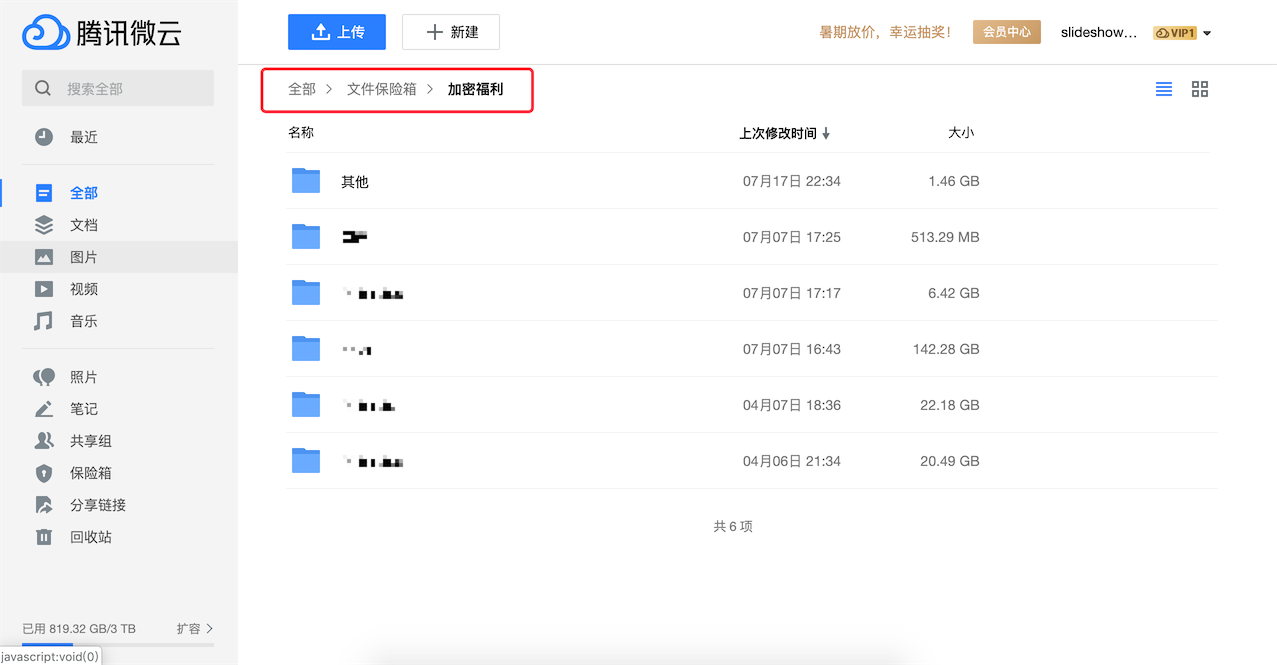 腾讯微云
上传
新建
暑期放价，幸运抽奖！
会员中心
slideshow...
VIP1
搜索全部
全部 > 文件保险箱 > 加密福利
最近
名称 上次修改时间 大小
全部
文档
图片
视频
音乐
照片
笔记
共享组
保险箱
分享链接
回收站
其他 07月17日 22:34 1.46 GB
07月07日 17:25 513.29 MB
07月07日 17:17 6.42 GB
07月07日 16:43 142.28 GB
04月07日 18:36 22.18 GB
04月06日 21:34 20.49 GB
共 6 项
已用 819.32 GB/3 TB 扩容 >
javascript:void(0)